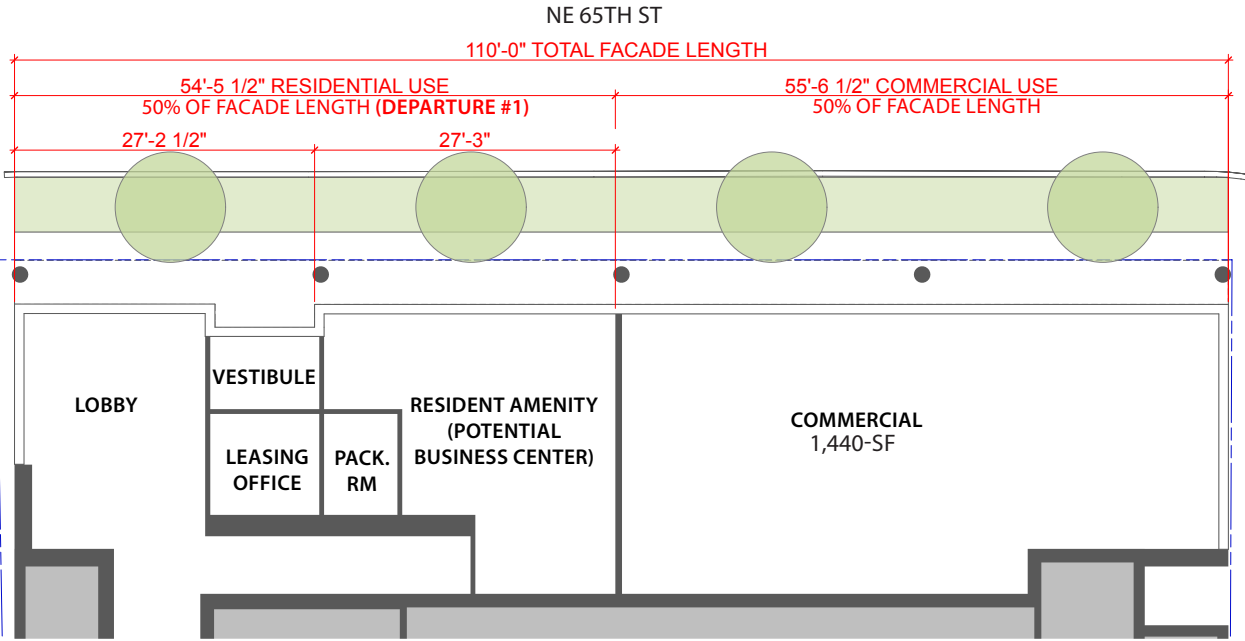 NE 65TH ST
110'-0" TOTAL FACADE LENGTH
54'-5 1/2" RESIDENTIAL USE
50% OF FACADE LENGTH (DEPARTURE #1)
55'-6 1/2" COMMERCIAL USE
50% OF FACADE LENGTH
27'-2 1/2"
27'-3"
LOBBY
VESTIBULE
LEASING
OFFICE
PACK.
RM
RESIDENT AMENITY
(POTENTIAL
BUSINESS CENTER)
COMMERCIAL
1,440-SF